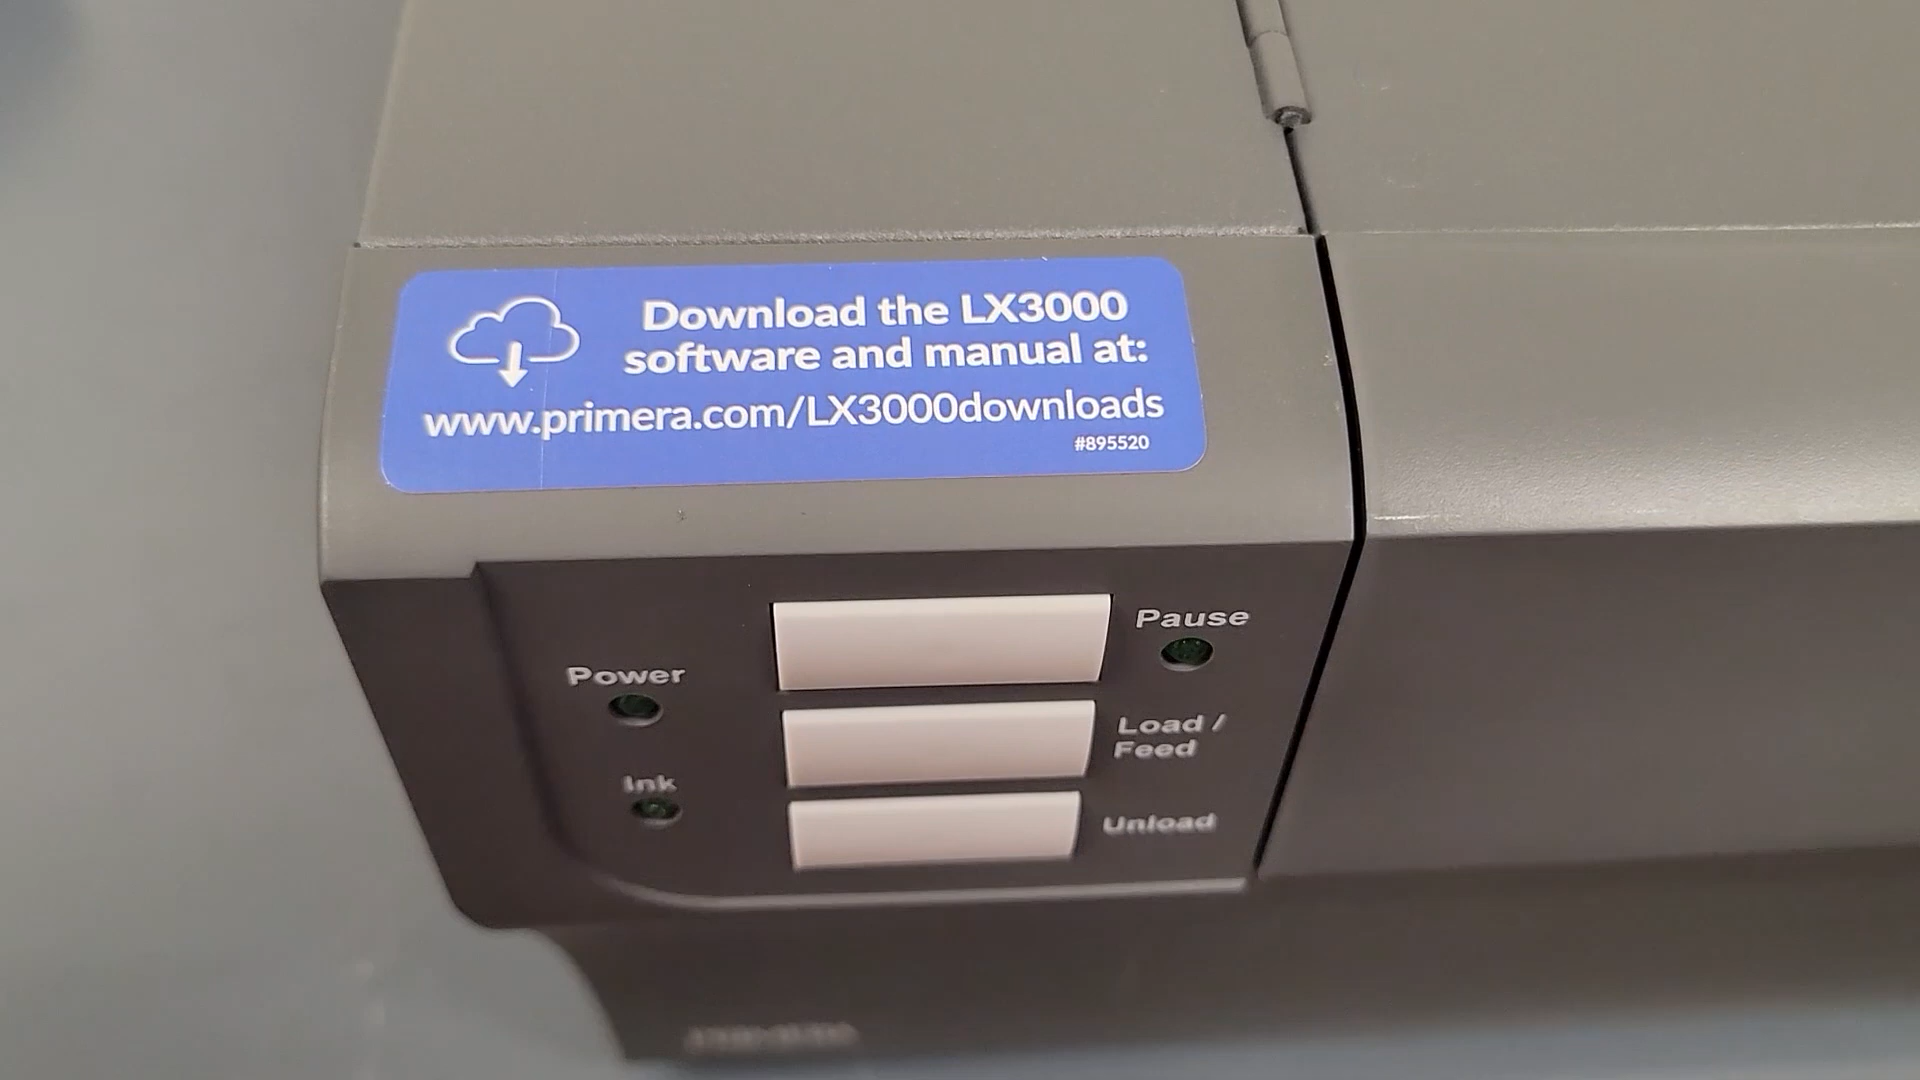 Download the LX3000
software and manual at:
www.primera.com/LX3000downloads
#895520
Pause
Power
Load /
Feed
Ink
Unload